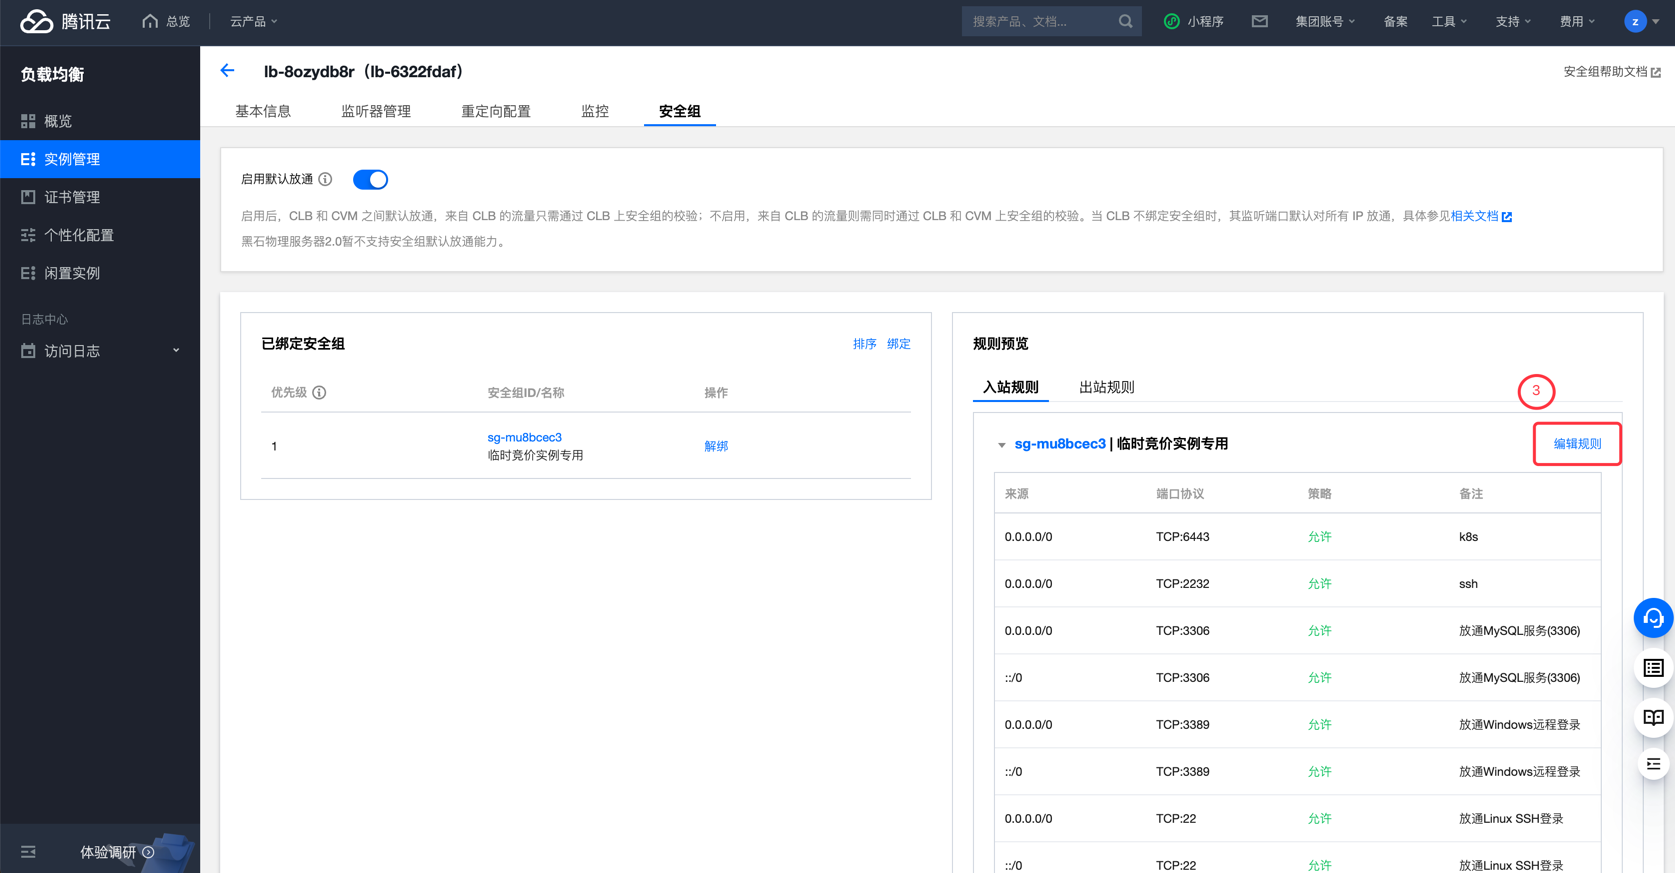 腾讯云
总览
云产品
搜索产品、文档...
小程序
集团账号
备案
工具
支持
费用
z
负载均衡
概览
实例管理
证书管理
个性化配置
闲置实例
日志中心
访问日志
体验调研
lb-8ozydb8r（lb-6322fdaf）
安全组帮助文档
基本信息
监听器管理
重定向配置
监控
安全组
启用默认放通
启用后，CLB 和 CVM 之间默认放通，来自 CLB 的流量只需通过 CLB 上安全组的校验；不启用，来自 CLB 的流量则需同时通过 CLB 和 CVM 上安全组的校验。当 CLB 不绑定安全组时，其监听端口默认对所有 IP 放通，具体参见相关文档
黑石物理服务器2.0暂不支持安全组默认放通能力。
已绑定安全组
排序 绑定
优先级 安全组ID/名称 操作
1 sg-mu8bcec3 解绑
临时竞价实例专用
规则预览
入站规则 出站规则
3
sg-mu8bcec3 | 临时竞价实例专用
编辑规则
来源 端口协议 策略 备注
0.0.0.0/0 TCP:6443 允许 k8s
0.0.0.0/0 TCP:2232 允许 ssh
0.0.0.0/0 TCP:3306 允许 放通MySQL服务(3306)
::/0 TCP:3306 允许 放通MySQL服务(3306)
0.0.0.0/0 TCP:3389 允许 放通Windows远程登录
::/0 TCP:3389 允许 放通Windows远程登录
0.0.0.0/0 TCP:22 允许 放通Linux SSH登录
::/0 TCP:22 允许 放通Linux SSH登录